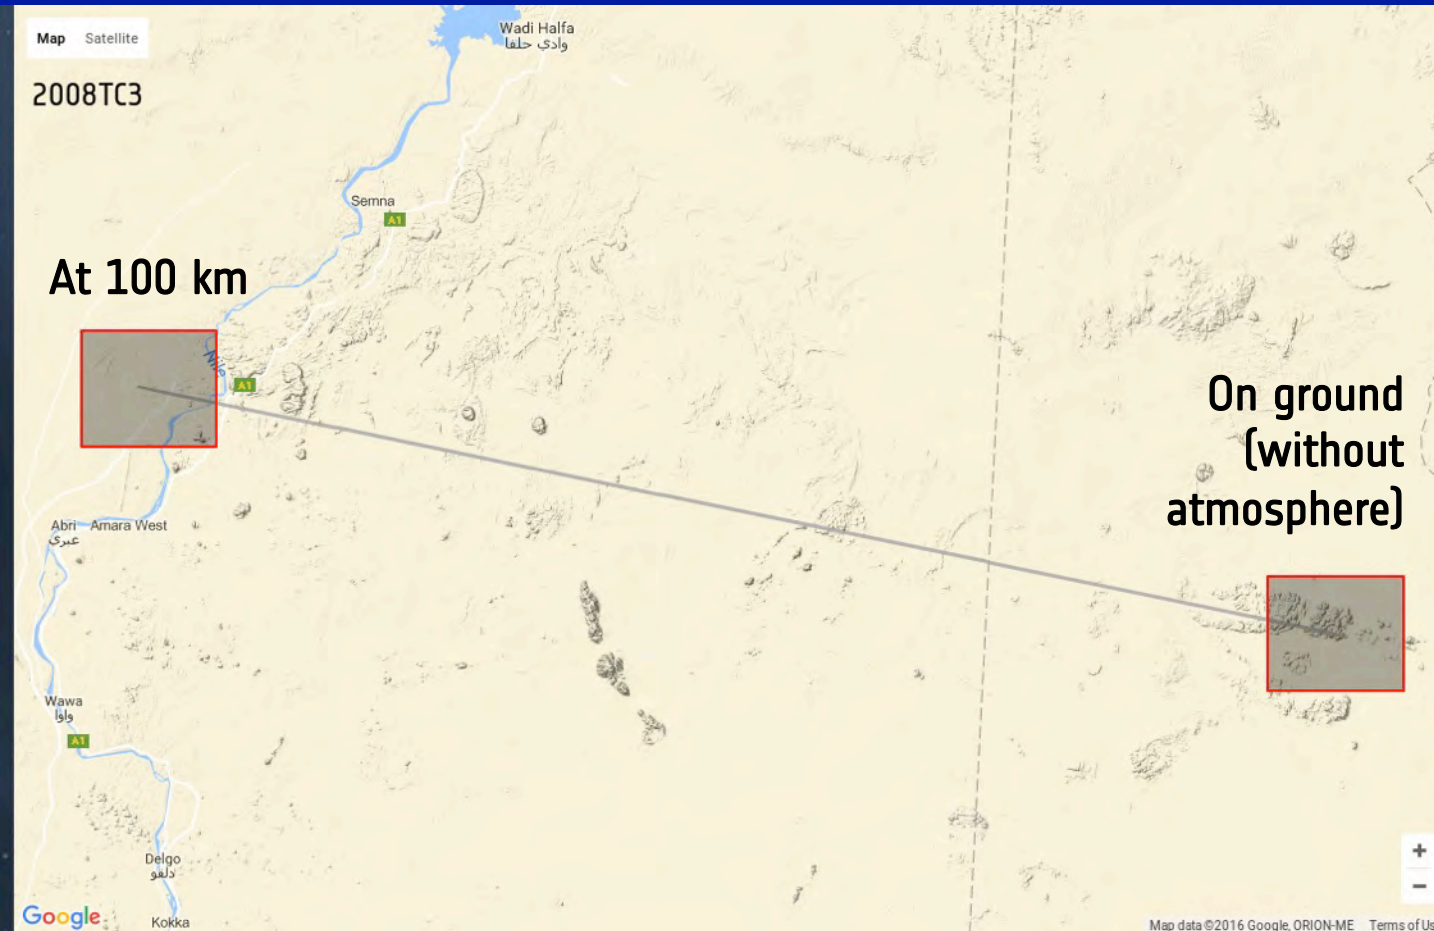 Map Satellite
2008TC3
Wadi Halfa
وادي حلفا
Semna
A1
At 100 km
Nile
A1
On ground
(without
atmosphere)
Abri
عبري
Amara West
Wawa
واوا
A1
Delgo
دلقو
Kokka
Google
+
−
Map data ©2016 Google, ORION-ME Terms of Us